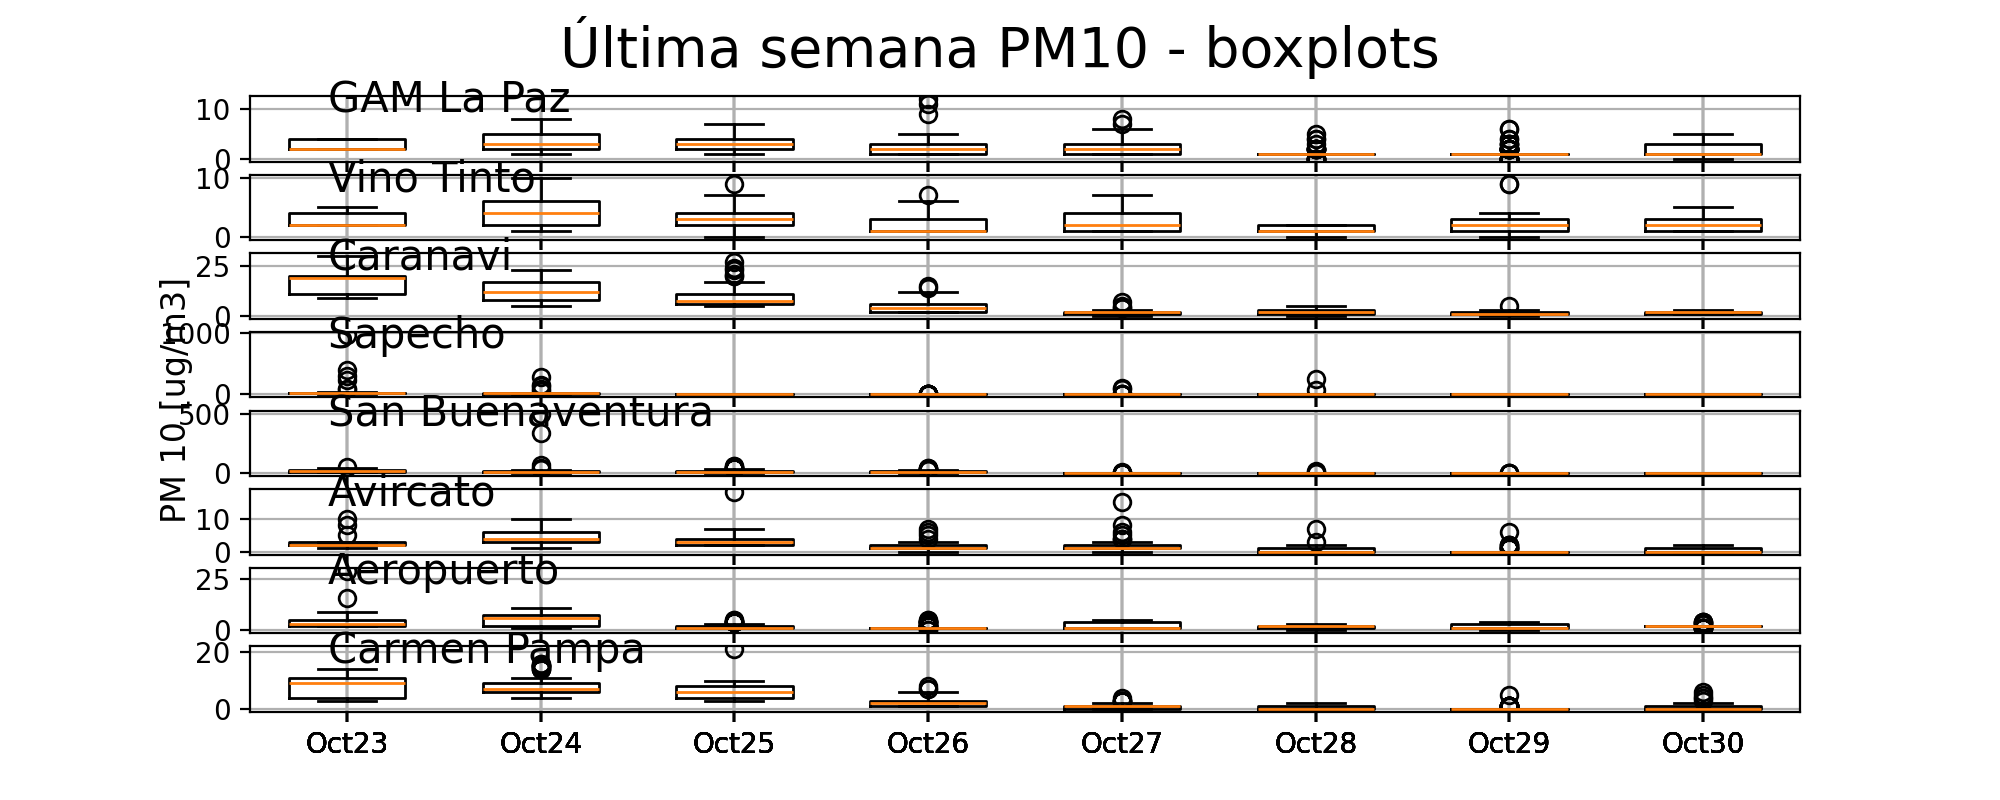 Última semana PM10 - boxplots
PM 10 [ug/m3]
GAM La Paz
10
0
Vino Tinto
10
0
Caranavi
25
0
Sapecho
1000
0
San Buenaventura
500
0
Avircato
10
0
Aeropuerto
25
0
Carmen Pampa
20
0
Oct23 Oct24 Oct25 Oct26 Oct27 Oct28 Oct29 Oct30